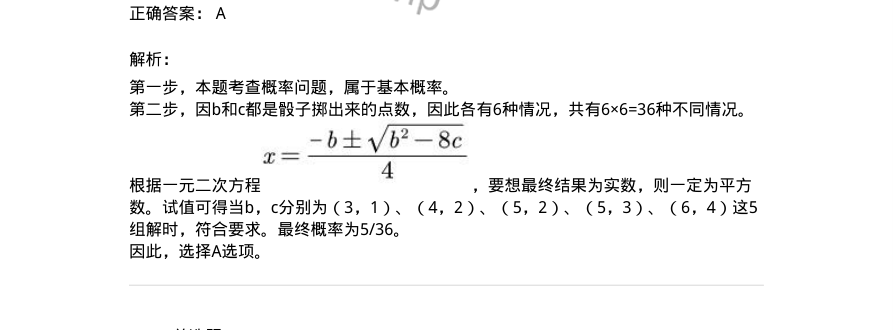 正确答案： A
解析：
第一步，本题考查概率问题，属于基本概率。
第二步，因b和c都是骰子掷出来的点数，因此各有6种情况，共有6×6=36种不同情况。
根据一元二次方程 x = \frac{-b \pm \sqrt{b^2 - 8c}}{4} ，要想最终结果为实数，则一定为平方
数。试值可得当b，c分别为（3，1）、（4，2）、（5，2）、（5，3）、（6，4）这5
组解时，符合要求。最终概率为5/36。
因此，选择A选项。